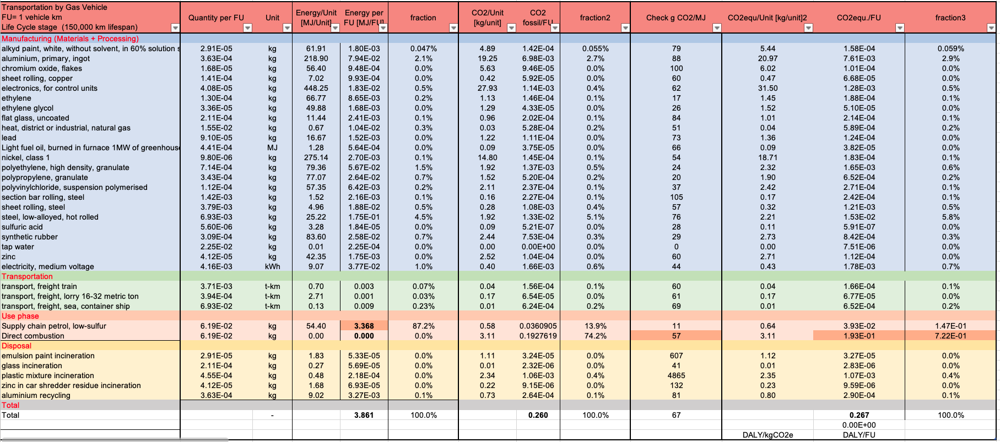 Transportation by Gas Vehicle
FU= 1 vehicle km
Life Cycle stage (150,000 km lifespan) Quantity per FU Unit Energy/Unit [MJ/Unit] Energy per FU [MJ/FU] fraction CO2/Unit [kg/unit] CO2 fossil/FU fraction2 Check g CO2/MJ CO2equ/Unit [kg/unit]2 CO2equ./FU fraction3
Manufacturing (Materials + Processing)
alkyd paint, white, without solvent, in 60% solution s 2.91E-05 kg 61.91 1.80E-03 0.047% 4.89 1.42E-04 0.055% 79 5.44 1.58E-04 0.059%
aluminium, primary, ingot 3.63E-04 kg 218.90 7.94E-02 2.1% 19.25 6.98E-03 2.7% 88 20.97 7.61E-03 2.9%
chromium oxide, flakes 1.68E-05 kg 56.40 9.48E-04 0.0% 5.63 9.46E-05 0.0% 100 6.02 1.01E-04 0.0%
sheet rolling, copper 1.41E-04 kg 7.02 9.93E-04 0.0% 0.42 5.92E-05 0.0% 60 0.47 6.68E-05 0.0%
electronics, for control units 4.08E-05 kg 448.25 1.83E-02 0.5% 27.93 1.14E-03 0.4% 62 31.50 1.28E-03 0.5%
ethylene 1.30E-04 kg 66.77 8.65E-03 0.2% 1.13 1.46E-04 0.1% 17 1.45 1.88E-04 0.1%
ethylene glycol 3.36E-05 kg 49.88 1.68E-03 0.0% 1.29 4.33E-05 0.0% 26 1.52 5.10E-05 0.0%
flat glass, uncoated 2.11E-04 kg 11.44 2.41E-03 0.1% 0.96 2.02E-04 0.1% 84 1.01 2.14E-04 0.1%
heat, district or industrial, natural gas 1.55E-02 kg 0.67 1.04E-02 0.3% 0.03 5.28E-04 0.2% 51 0.04 5.89E-04 0.2%
lead 9.10E-05 kg 16.67 1.52E-03 0.0% 1.22 1.11E-04 0.0% 73 1.36 1.24E-04 0.0%
Light fuel oil, burned in furnace 1MW of greenhouse 4.41E-04 MJ 1.28 5.64E-04 0.0% 0.09 3.75E-05 0.0% 66 0.09 3.82E-05 0.0%
nickel, class 1 9.80E-06 kg 275.14 2.70E-03 0.1% 14.80 1.45E-04 0.1% 54 18.71 1.83E-04 0.1%
polyethylene, high density, granulate 7.14E-04 kg 79.36 5.67E-02 1.5% 1.92 1.37E-03 0.5% 24 2.32 1.65E-03 0.6%
polypropylene, granulate 3.43E-04 kg 77.07 2.64E-02 0.7% 1.52 5.20E-04 0.2% 20 1.90 6.52E-04 0.2%
polyvinylchloride, suspension polymerised 1.12E-04 kg 57.35 6.42E-03 0.2% 2.11 2.37E-04 0.1% 37 2.42 2.71E-04 0.1%
section bar rolling, steel 1.42E-03 kg 1.52 2.16E-03 0.1% 0.16 2.27E-04 0.1% 105 0.17 2.42E-04 0.1%
sheet rolling, steel 3.79E-03 kg 4.96 1.88E-02 0.5% 0.28 1.08E-03 0.4% 57 0.32 1.21E-03 0.5%
steel, low-alloyed, hot rolled 6.93E-03 kg 25.22 1.75E-01 4.5% 1.92 1.33E-02 5.1% 76 2.21 1.53E-02 5.8%
sulfuric acid 5.60E-06 kg 3.28 1.84E-05 0.0% 0.09 5.21E-07 0.0% 28 0.11 5.91E-07 0.0%
synthetic rubber 3.09E-04 kg 83.60 2.58E-02 0.7% 2.44 7.53E-04 0.3% 29 2.73 8.42E-04 0.3%
tap water 2.25E-02 kg 0.01 2.25E-04 0.0% 0.00 0.00E+00 0.0% 0 0.00 7.51E-06 0.0%
zinc 4.12E-05 kg 42.35 1.75E-03 0.0% 2.52 1.04E-04 0.0% 60 2.71 1.12E-04 0.0%
electricity, medium voltage 4.16E-03 kWh 9.07 3.77E-02 1.0% 0.40 1.66E-03 0.6% 44 0.43 1.78E-03 0.7%
Transportation
transport, freight train 3.71E-03 t-km 0.70 0.003 0.07% 0.04 1.56E-04 0.1% 60 0.04 1.66E-04 0.1%
transport, freight, lorry 16-32 metric ton 3.94E-04 t-km 2.71 0.001 0.03% 0.17 6.54E-05 0.0% 61 0.17 6.77E-05 0.0%
transport, freight, sea, container ship 6.93E-02 t-km 0.13 0.009 0.23% 0.01 6.24E-04 0.2% 69 0.01 6.52E-04 0.2%
Use phase
Supply chain petrol, low-sulfur 6.19E-02 kg 54.40 3.368 87.2% 0.58 0.0360905 13.9% 11 0.64 3.93E-02 1.47E-01
Direct combustion 6.19E-02 kg 0.00 0.000 0.0% 3.11 0.1927619 74.2% 57 3.11 1.93E-01 7.22E-01
Disposal
emulsion paint incineration 2.91E-05 kg 1.83 5.33E-05 0.0% 1.11 3.24E-05 0.0% 607 1.12 3.27E-05 0.0%
glass incineration 2.11E-04 kg 0.27 5.69E-05 0.0% 0.01 2.32E-06 0.0% 41 0.01 2.83E-06 0.0%
plastic mixture incineration 4.55E-04 kg 0.48 2.18E-04 0.0% 2.34 1.06E-03 0.4% 4865 2.35 1.07E-03 0.4%
zinc in car shredder residue incineration 4.12E-05 kg 1.68 6.93E-05 0.0% 0.22 9.15E-06 0.0% 132 0.23 9.59E-06 0.0%
aluminium recycling 3.63E-04 kg 9.02 3.27E-03 0.1% 0.73 2.64E-04 0.1% 81 0.80 2.90E-04 0.1%
Total
Total - 3.861 100.0% 0.260 100.0% 67 0.267 100.0%
0.00E+00
DALY/kgCO2e DALY/FU